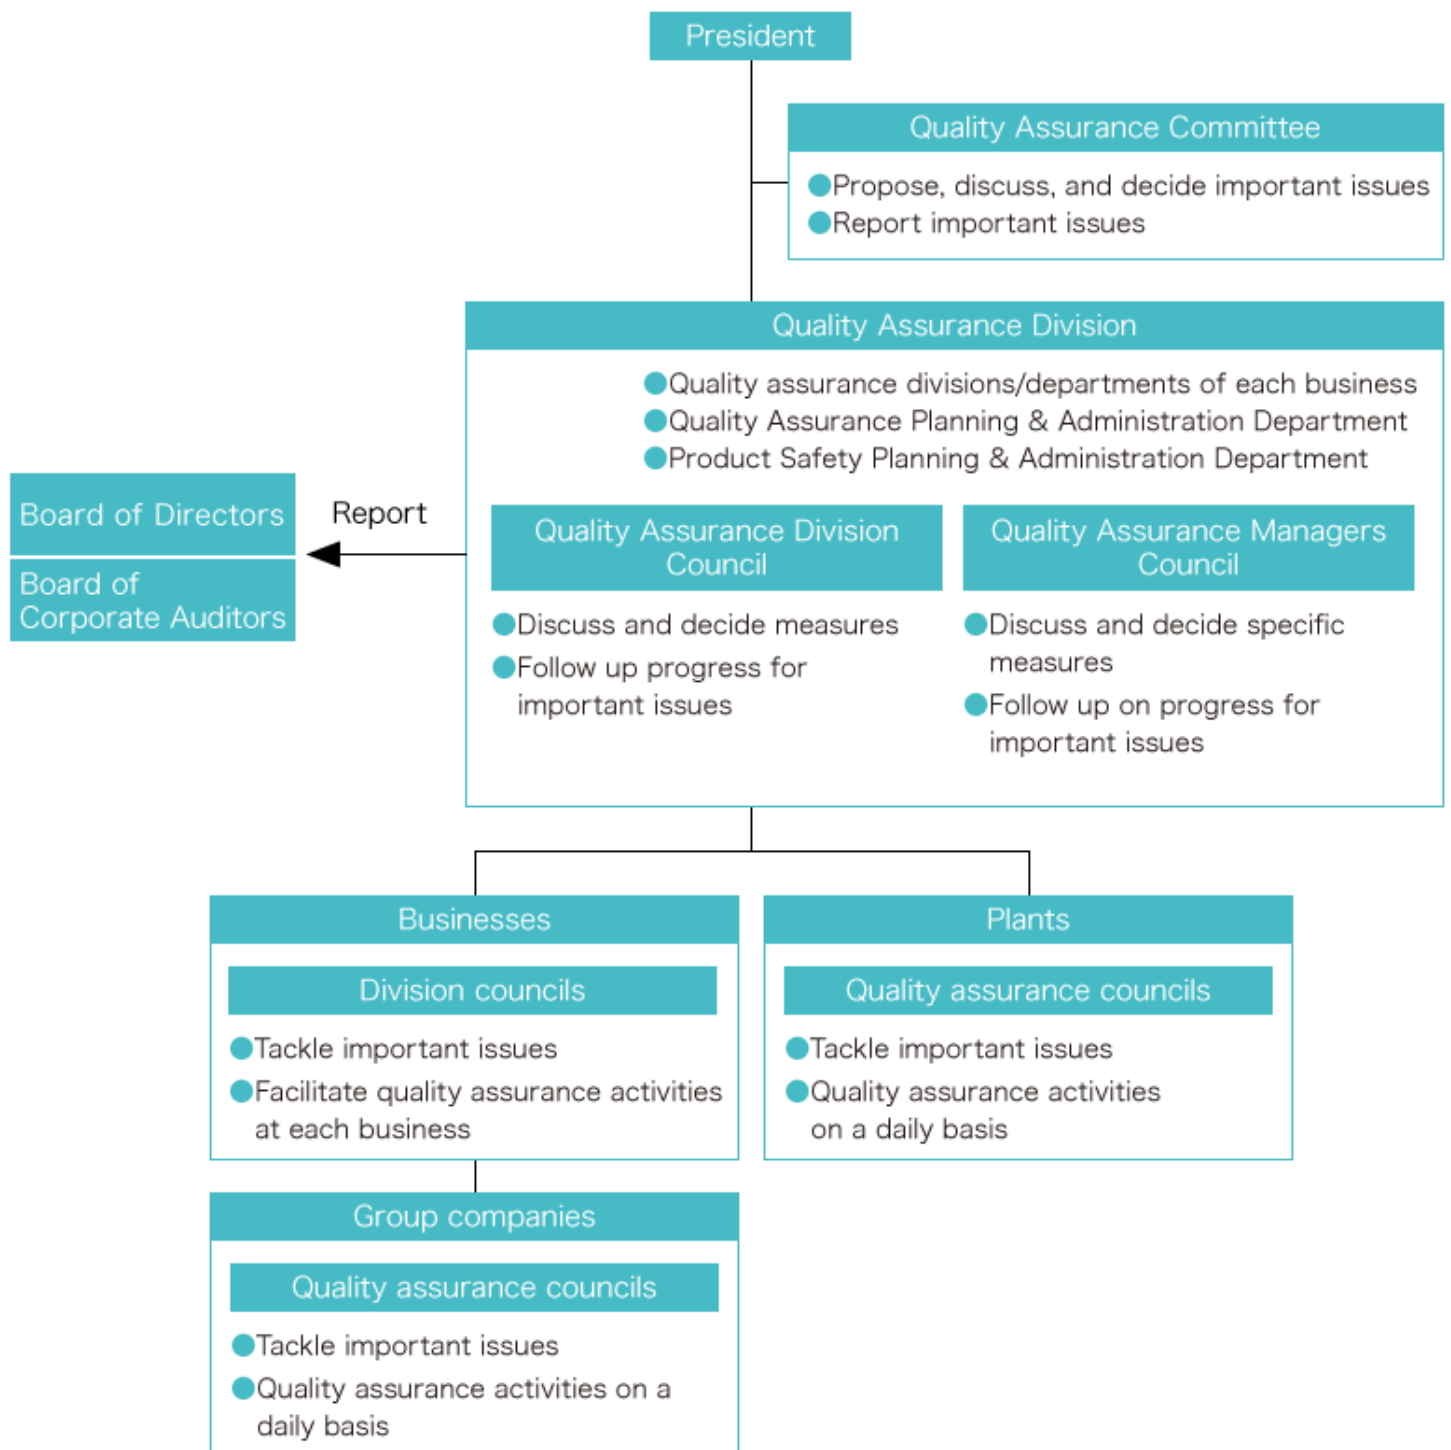 President
Quality Assurance Committee
●Propose, discuss, and decide important issues
●Report important issues
Quality Assurance Division
●Quality assurance divisions/departments of each business
●Quality Assurance Planning & Administration Department
●Product Safety Planning & Administration Department
Board of Directors
Board of
Corporate Auditors
Report
Quality Assurance Division
Council
●Discuss and decide measures
●Follow up progress for
important issues
Quality Assurance Managers
Council
●Discuss and decide specific
measures
●Follow up on progress for
important issues
Businesses
Division councils
●Tackle important issues
●Facilitate quality assurance activities
at each business
Plants
Quality assurance councils
●Tackle important issues
●Quality assurance activities
on a daily basis
Group companies
Quality assurance councils
●Tackle important issues
●Quality assurance activities on a
daily basis